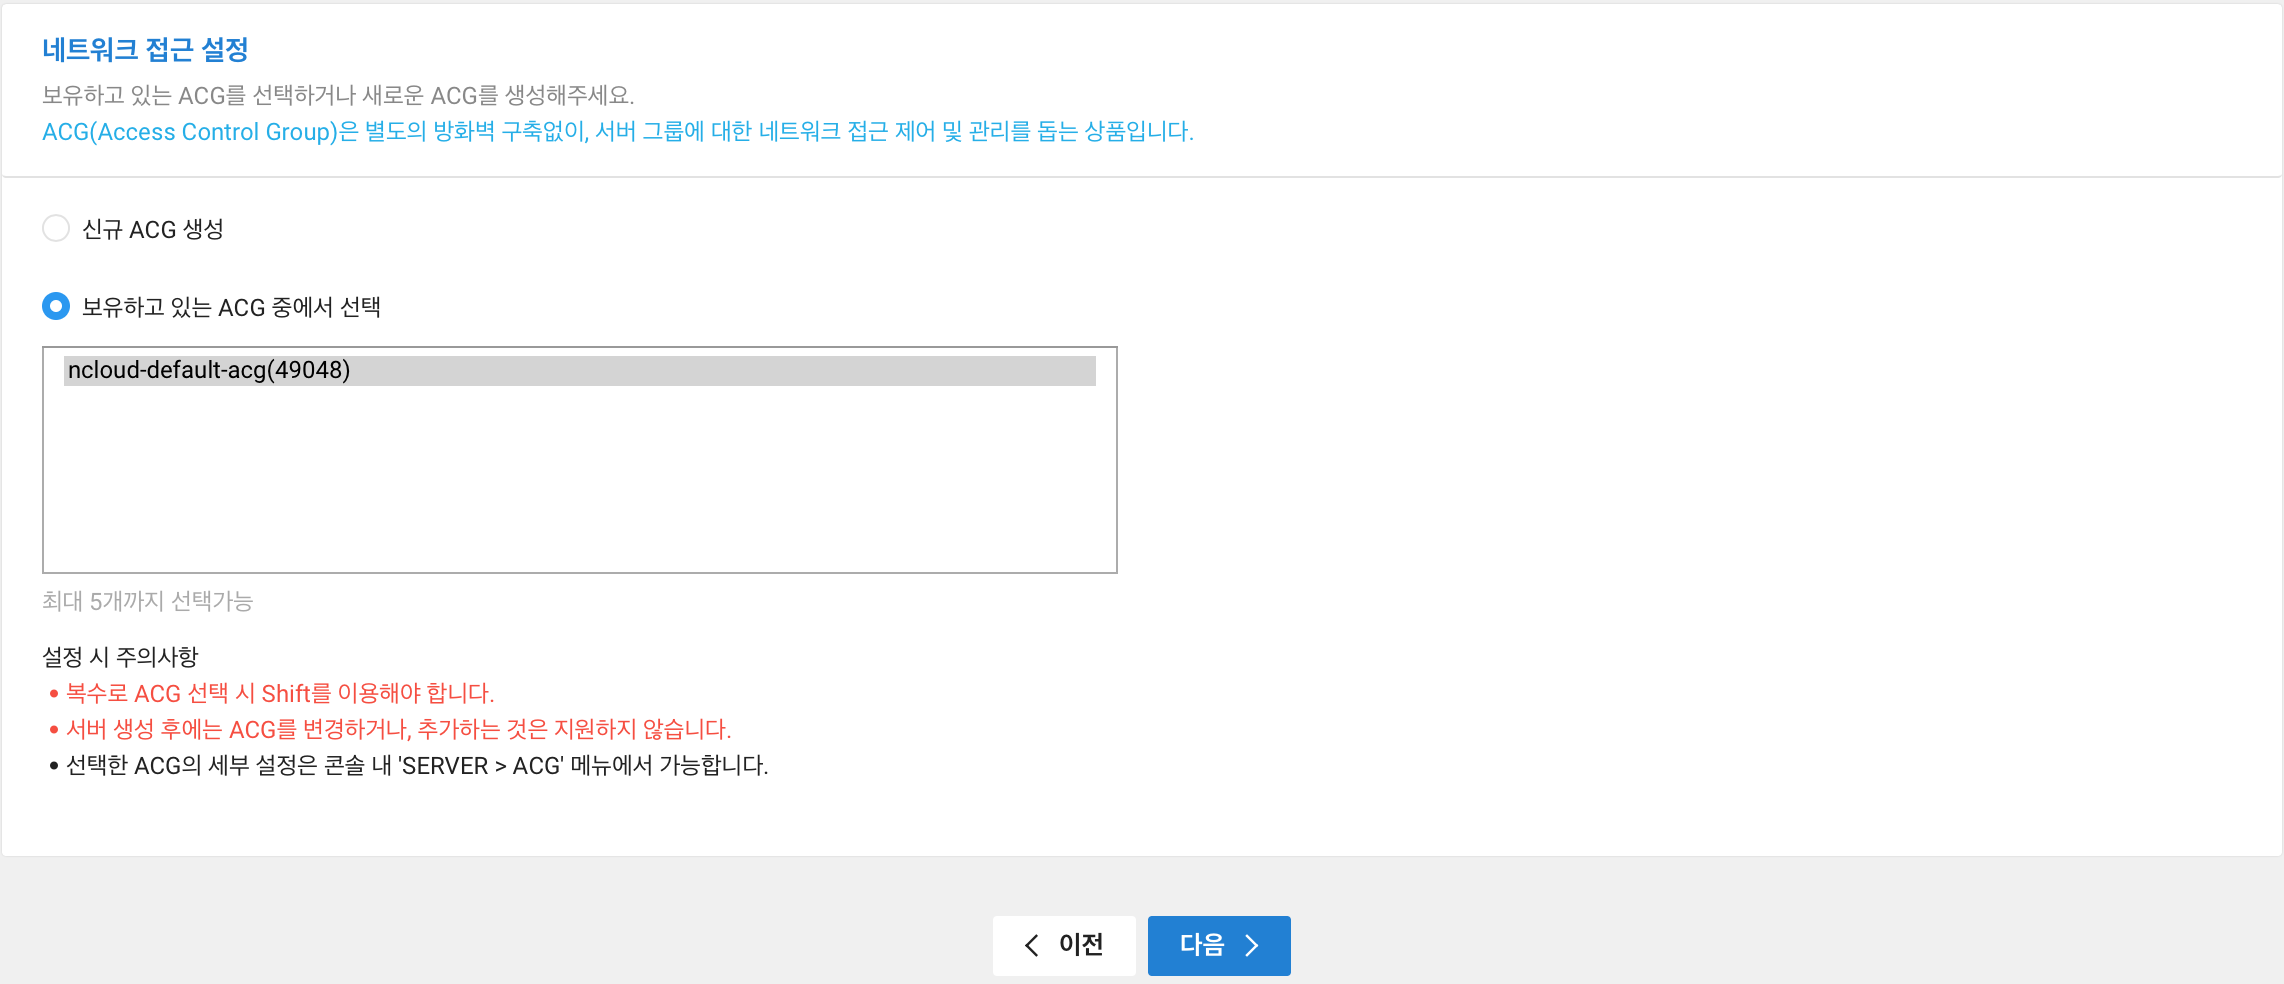 네트워크 접근 설정
보유하고 있는 ACG를 선택하거나 새로운 ACG를 생성해주세요.
ACG(Access Control Group)은 별도의 방화벽 구축없이, 서버 그룹에 대한 네트워크 접근 제어 및 관리를 돕는 상품입니다.
신규 ACG 생성
보유하고 있는 ACG 중에서 선택
ncloud-default-acg(49048)
최대 5개까지 선택가능
설정 시 주의사항
• 복수로 ACG 선택 시 Shift를 이용해야 합니다.
• 서버 생성 후에는 ACG를 변경하거나, 추가하는 것은 지원하지 않습니다.
• 선택한 ACG의 세부 설정은 콘솔 내 'SERVER > ACG' 메뉴에서 가능합니다.
< 이전 다음 >